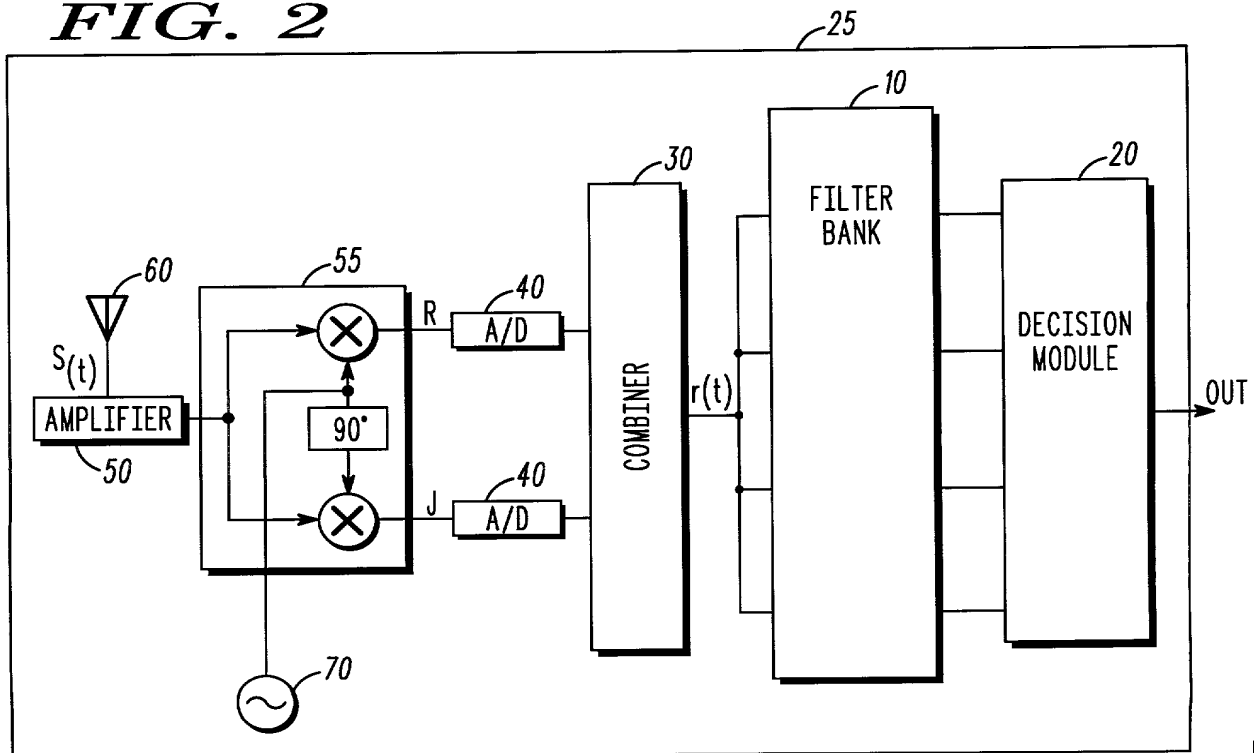 FIG. 2
25
10
20
30
FILTER
BANK
60
55
40
R
A/D
DECISION
MODULE
S(t)
AMPLIFIER
50
90°
COMBINER
r(t)
OUT
40
J
A/D
70